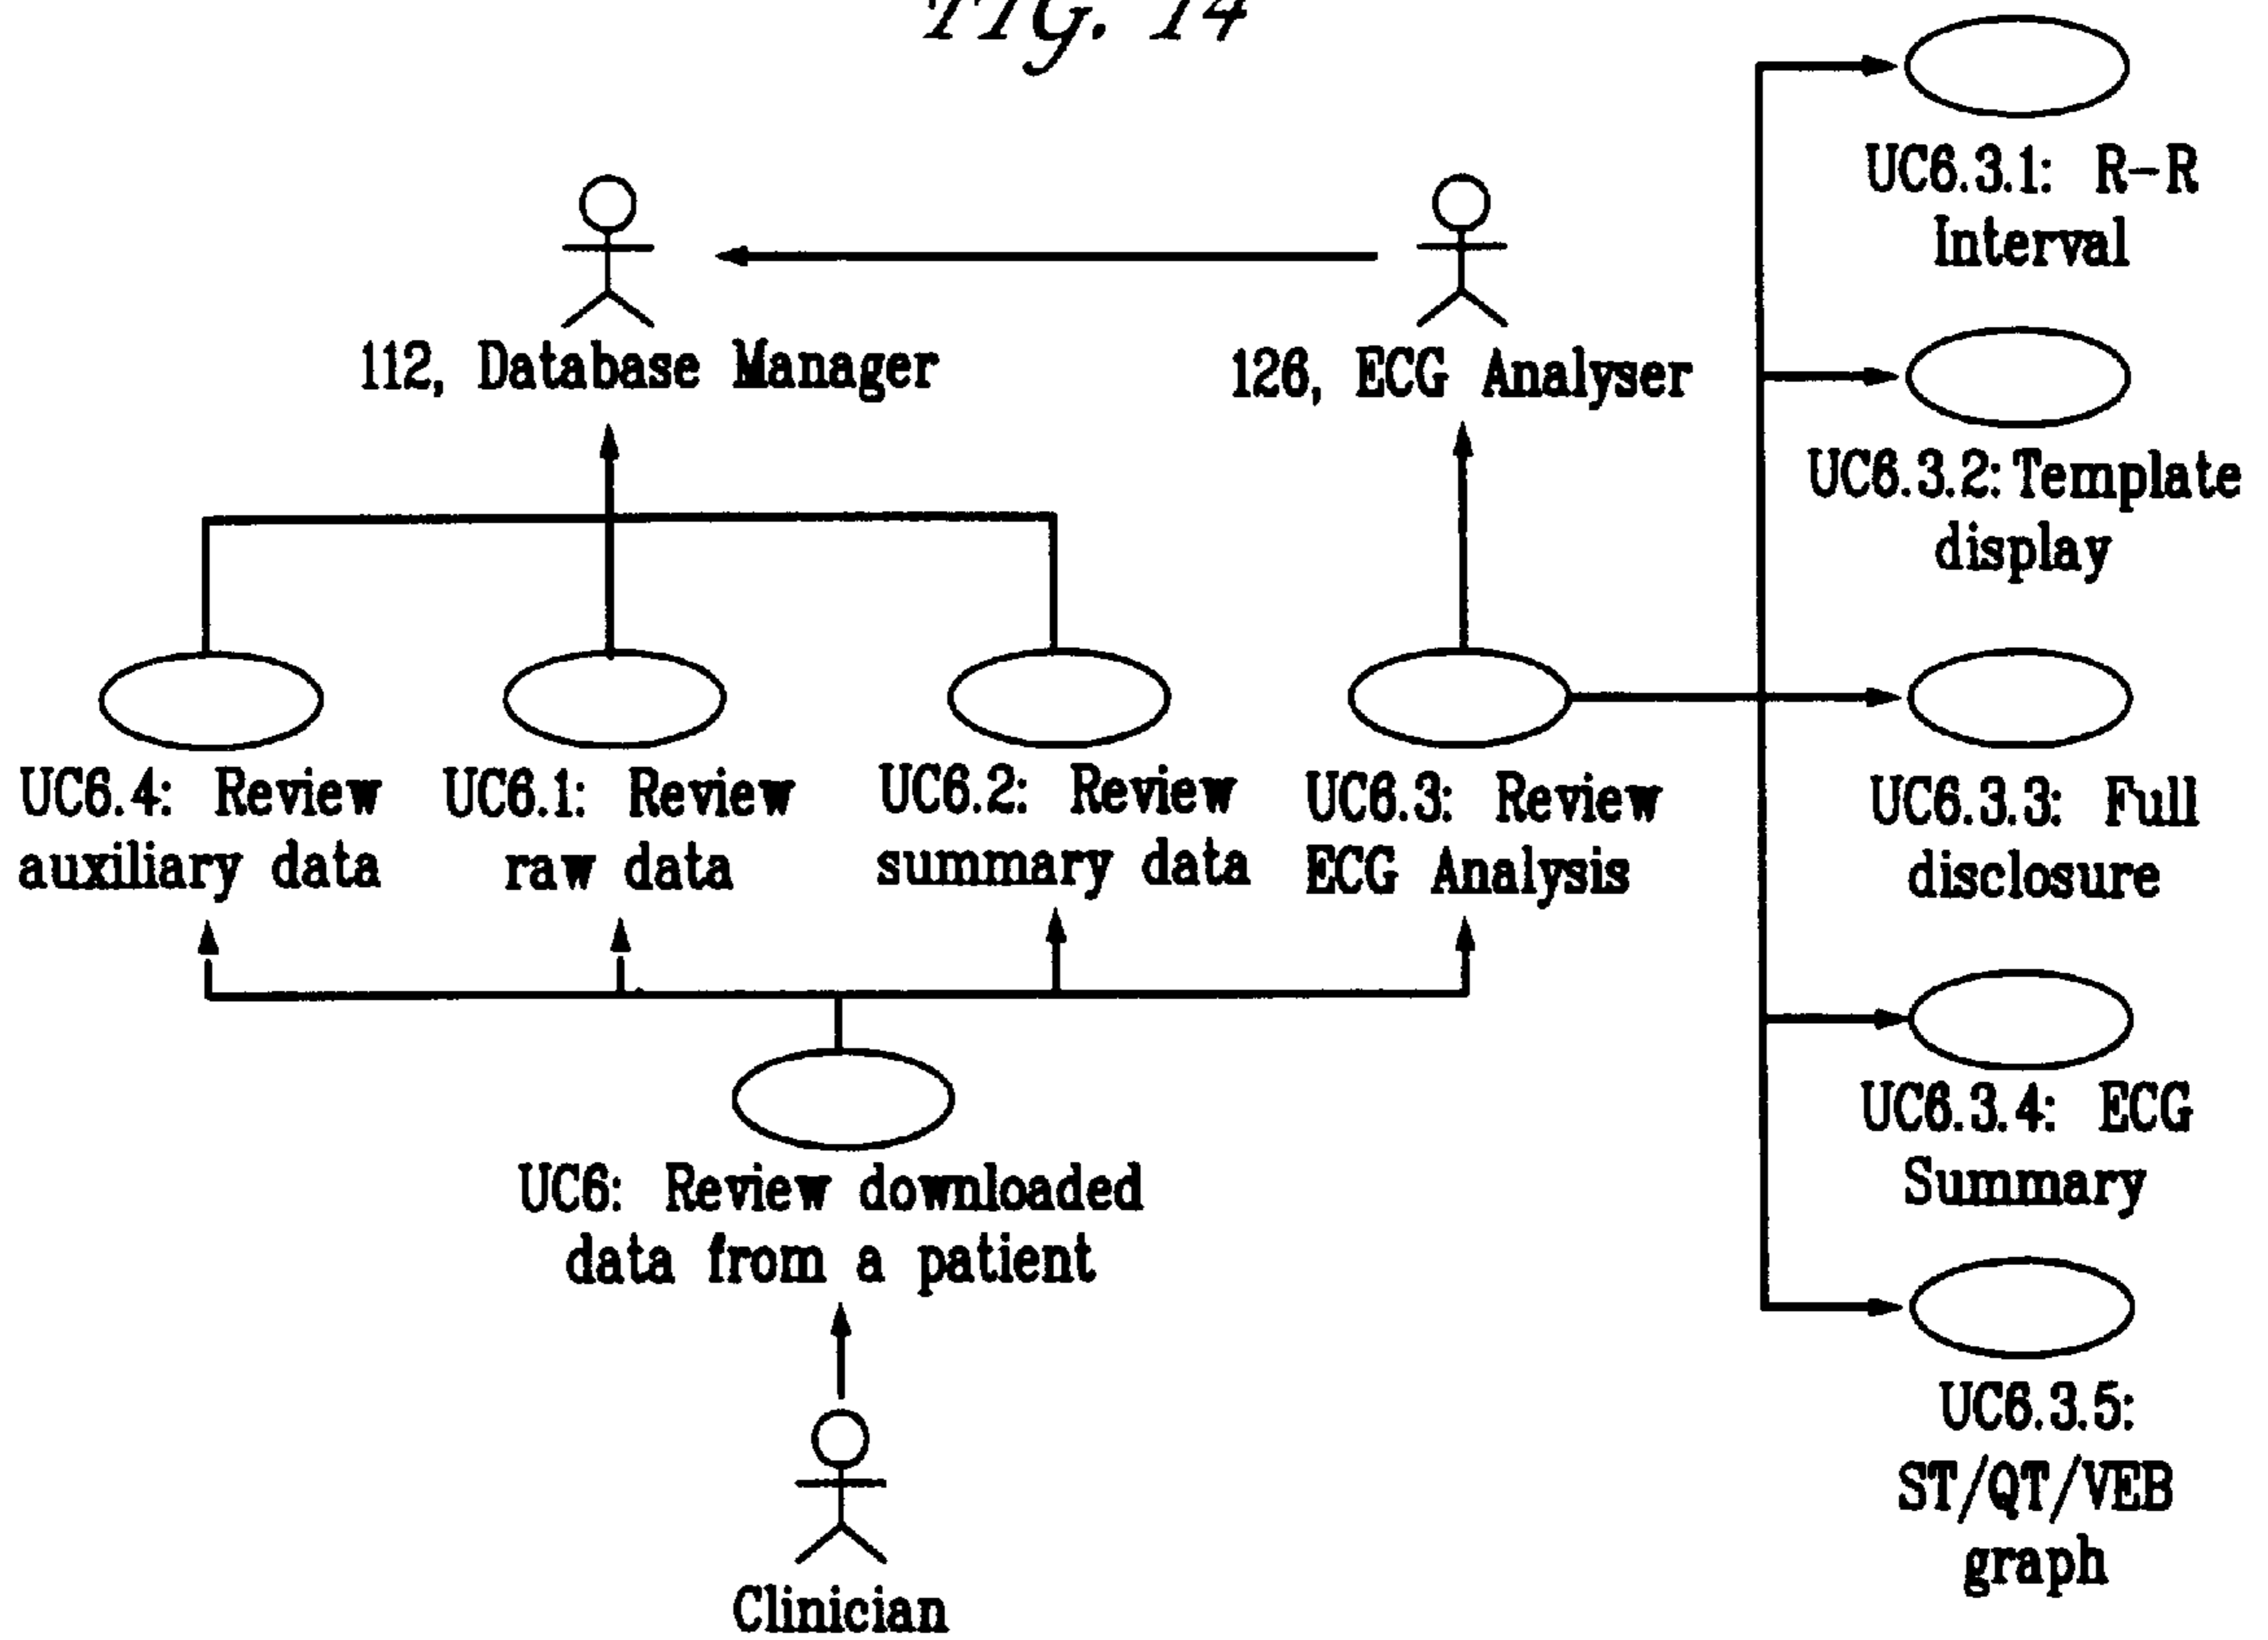 FIG. 14
UC6.3.1: R-R
Interval
112, Database Manager
126, ECG Analyser
UC6.3.2: Template
display
UC6.4: Review
auxiliary data
UC6.1: Review
raw data
UC6.2: Review
summary data
UC6.3: Review
ECG Analysis
UC6.3.3: Full
disclosure
UC6.3.4: ECG
Summary
UC6: Review downloaded
data from a patient
UC6.3.5:
ST/QT/VEB
graph
Clinician